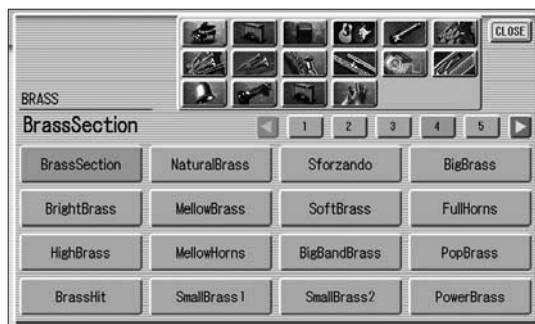 CLOSE
BRASS
BrassSection
1 2 3 4 5
BrassSection NaturalBrass Sforzando BigBrass
BrightBrass MellowBrass SoftBrass FullHorns
HighBrass MellowHorns BigBandBrass PopBrass
BrassHit SmallBrass1 SmallBrass2 PowerBrass